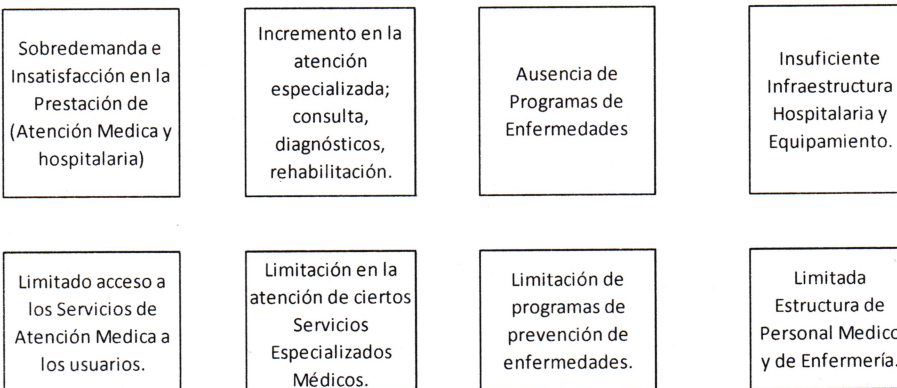 Sobredemanda e
Insatisfacción en la
Prestación de
(Atención Medica y
hospitalaria)
Incremento en la
atención
especializada;
consulta,
diagnósticos,
rehabilitación.
Ausencia de
Programas de
Enfermedades
Insuficiente
Infraestructura
Hospitalaria y
Equipamiento.
Limitado acceso a
los Servicios de
Atención Medica a
los usuarios.
Limitación en la
atención de ciertos
Servicios
Especializados
Médicos.
Limitación de
programas de
prevención de
enfermedades.
Limitada
Estructura de
Personal Medico
y de Enfermería.